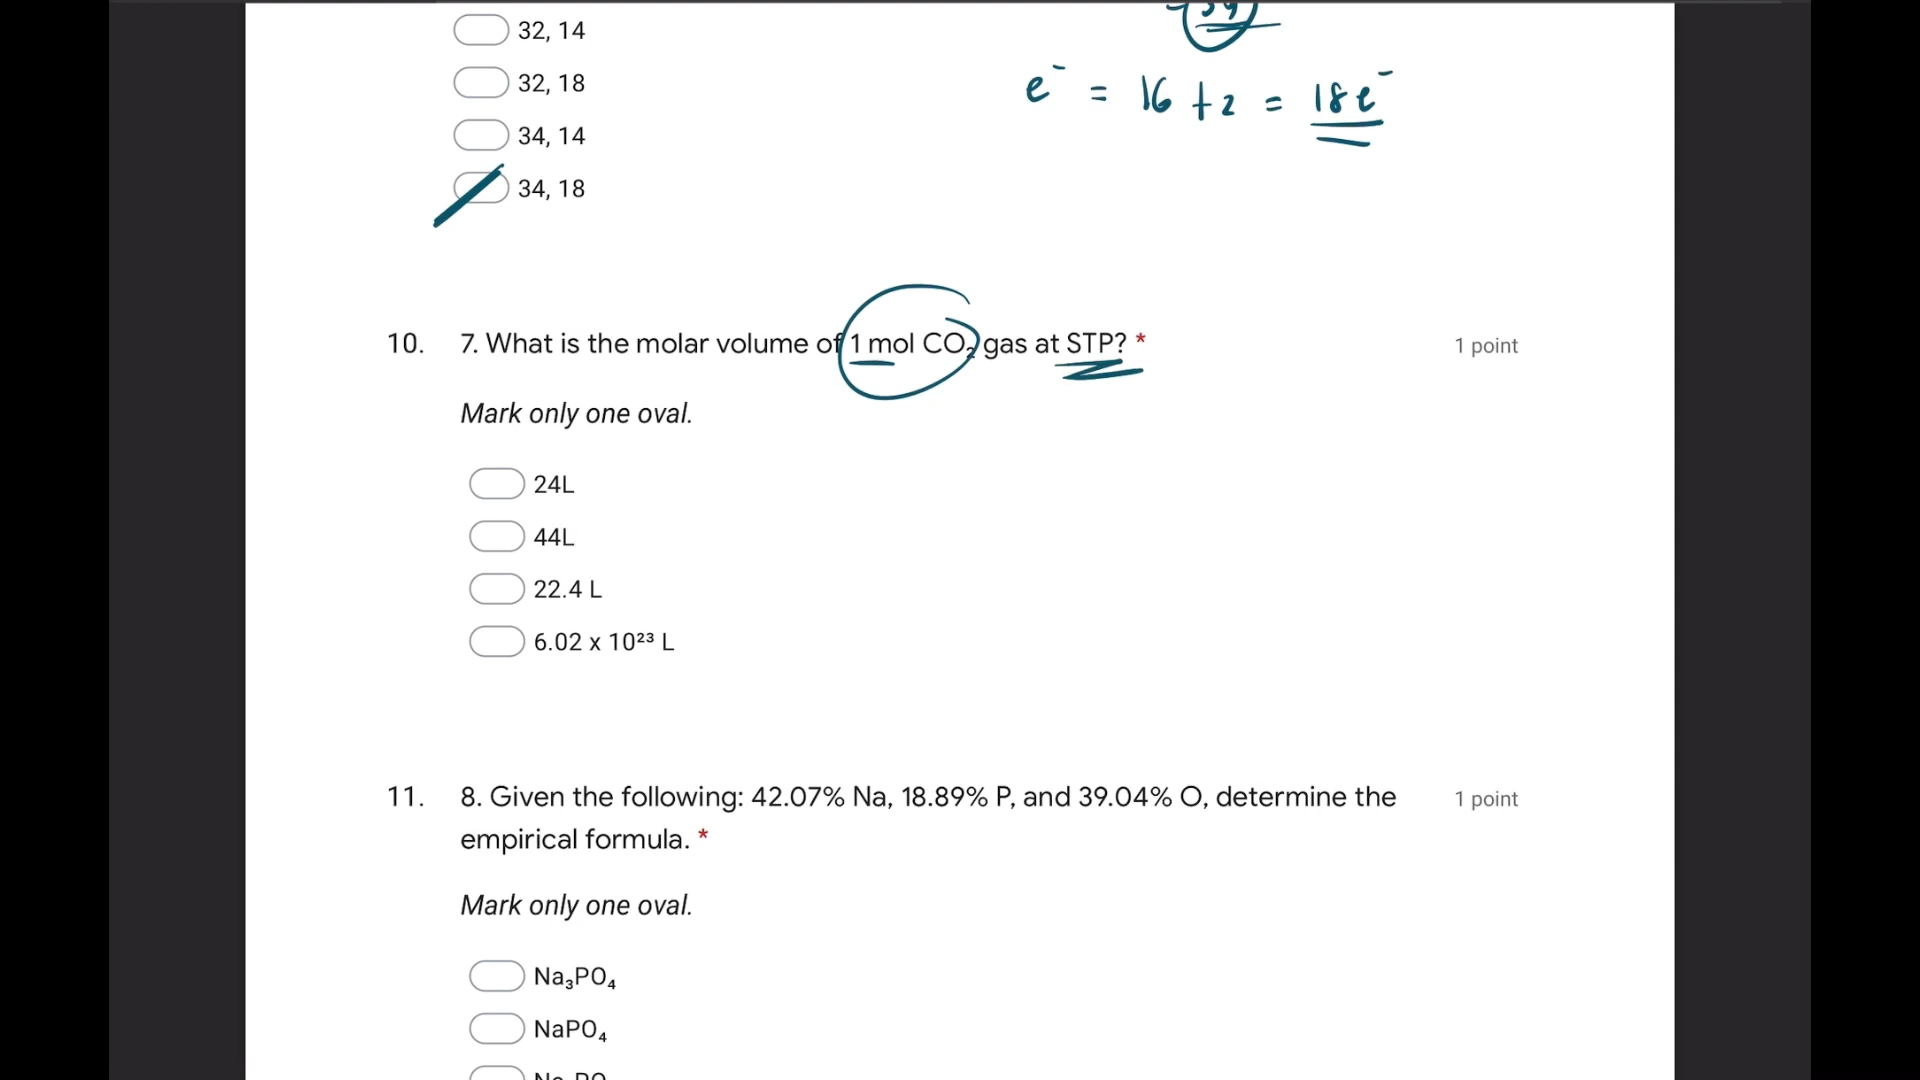 32, 14
32, 18
34, 14
34, 18
34
e⁻ = 16 + 2 = 18e⁻
10. 7. What is the molar volume of 1 mol CO₂ gas at STP? * 1 point
Mark only one oval.
24L
44L
22.4 L
6.02 x 10²³ L
11. 8. Given the following: 42.07% Na, 18.89% P, and 39.04% O, determine the 1 point
empirical formula. *
Mark only one oval.
Na₃PO₄
NaPO₄